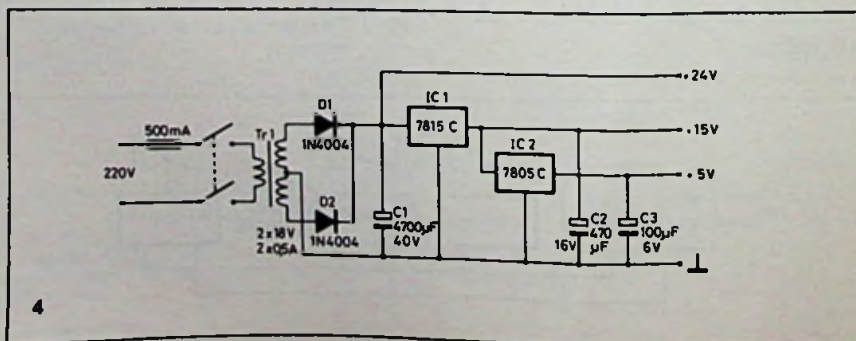 +24V
IC 1
D1
Tr 1
500mA
7815 C
+15V
1N4004
IC 2
220V
7805 C
+5V
D2
C1
4700µF
40V
C2
470
µF
16V
C3
100µF
6V
1N4004
2x18V
2x0,5A
4